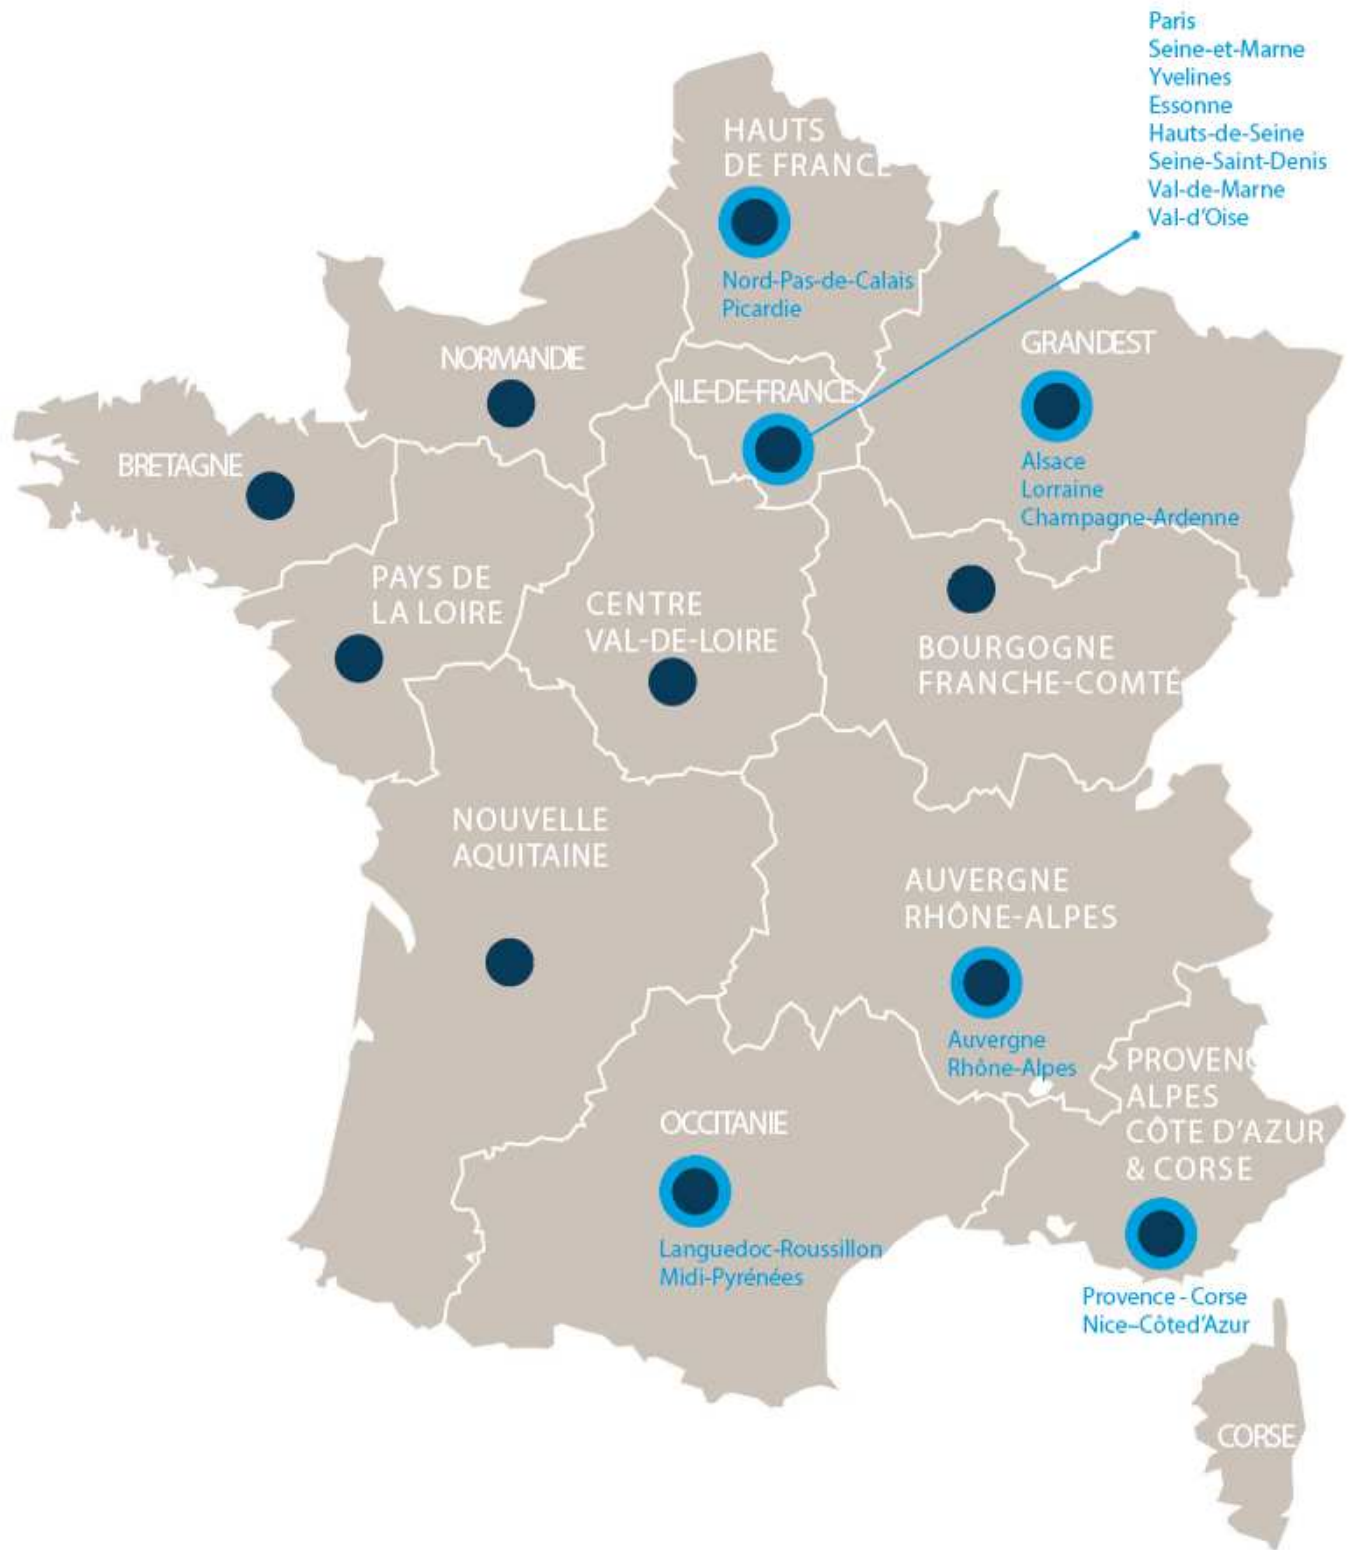 Paris
Seine-et-Marne
Yvelines
Essonne
Hauts-de-Seine
Seine-Saint-Denis
Val-de-Marne
Val-d'Oise
HAUTS
DE FRANCE
Nord-Pas-de-Calais
Picardie
NORMANDIE
ILE-DE-FRANCE
GRANDEST
Alsace
Lorraine
Champagne-Ardenne
BRETAGNE
PAYS DE
LA LOIRE
CENTRE
VAL-DE-LOIRE
BOURGOGNE
FRANCHE-COMTÉ
NOUVELLE
AQUITAINE
AUVERGNE
RHÔNE-ALPES
Auvergne
Rhône-Alpes
PROVENC
ALPES
CÔTE D'AZUR
& CORSE
OCCITANIE
Languedoc-Roussillon
Midi-Pyrénées
Provence - Corse
Nice–Côted'Azur
CORSE